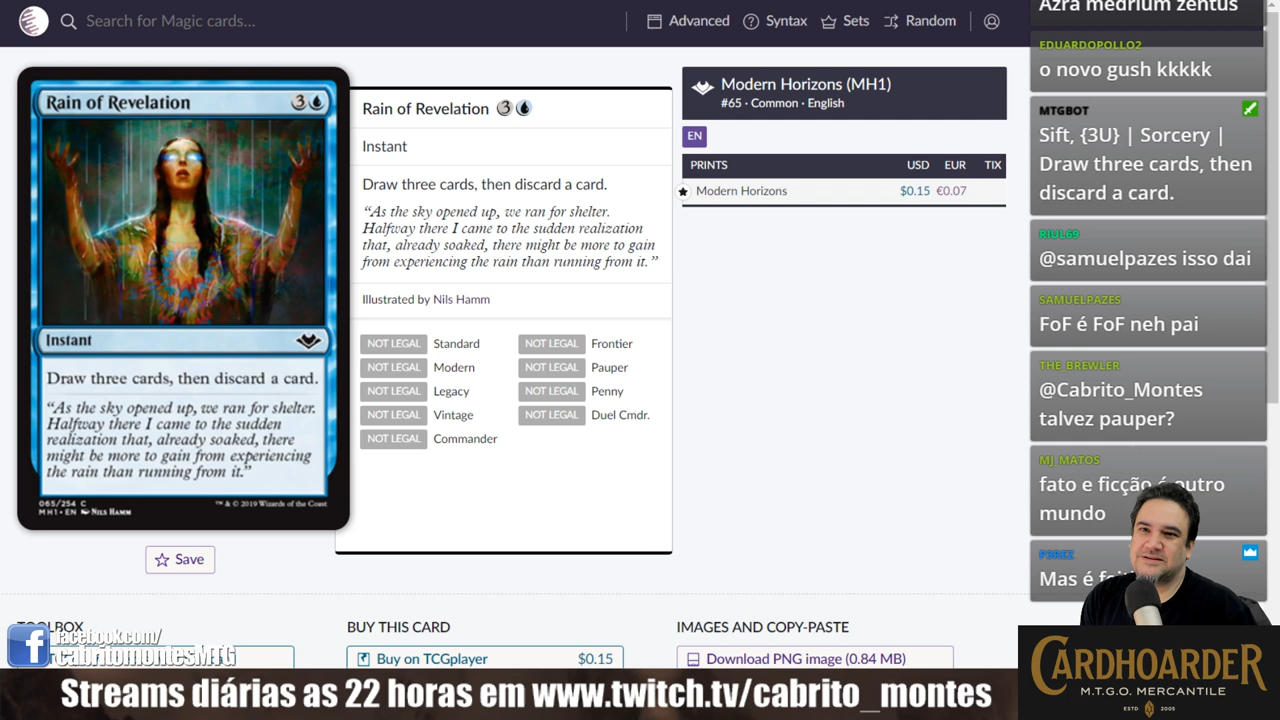 Search for Magic cards...
Advanced
Syntax
Sets
Random
Rain of Revelation 3
Instant
Draw three cards, then discard a card.
“As the sky opened up, we ran for shelter.
Halfway there I came to the sudden
realization that, already soaked, there
might be more to gain from experiencing
the rain than running from it.”
065/254 C
MH1 • EN Nils Hamm
™ & © 2019 Wizards of the Coast
Save
Rain of Revelation 3
Instant
Draw three cards, then discard a card.
“As the sky opened up, we ran for shelter.
Halfway there I came to the sudden realization
that, already soaked, there might be more to gain
from experiencing the rain than running from it.”
Illustrated by Nils Hamm
NOT LEGAL Standard NOT LEGAL Frontier
NOT LEGAL Modern NOT LEGAL Pauper
NOT LEGAL Legacy NOT LEGAL Penny
NOT LEGAL Vintage NOT LEGAL Duel Cmdr.
NOT LEGAL Commander
Modern Horizons (MH1)
#65 · Common · English
EN
PRINTS USD EUR TIX
Modern Horizons $0.15 €0.07
Azra medrium zentus
EDUARDOPOLLO2
o novo gush kkkkk
MTGBOT
Sift, {3U} | Sorcery |
Draw three cards, then
discard a card.
RIUL69
@samuelpazes isso dai
SAMUELPAZES
FoF é FoF neh pai
THE_BREWLER
@Cabrito_Montes
talvez pauper?
MJ_MATOS
fato e ficção é outro
mundo
Mas é
TOOLBOX
BUY THIS CARD
Buy on TCGplayer $0.15
IMAGES AND COPY-PASTE
Download PNG image (0.84 MB)
f
facebook.com/
cabritomontesMTG
Streams diárias as 22 horas em www.twitch.tv/cabrito_montes
CARDHOARDER
M.T.G.O. MERCANTILE
ESTD 2005